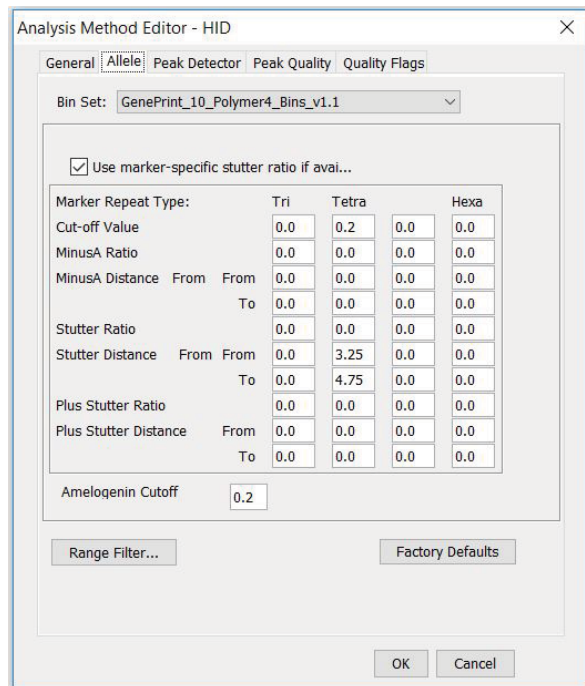 Analysis Method Editor - HID
General Allele Peak Detector Peak Quality Quality Flags
Bin Set: GenePrint_10_Polymer4_Bins_v1.1
Use marker-specific stutter ratio if avai...
Marker Repeat Type: Tri Tetra Hexa
Cut-off Value 0.0 0.2 0.0 0.0
MinusA Ratio 0.0 0.0 0.0 0.0
MinusA Distance From From 0.0 0.0 0.0 0.0
To 0.0 0.0 0.0 0.0
Stutter Ratio 0.0 0.0 0.0 0.0
Stutter Distance From From 0.0 3.25 0.0 0.0
To 0.0 4.75 0.0 0.0
Plus Stutter Ratio 0.0 0.0 0.0 0.0
Plus Stutter Distance From 0.0 0.0 0.0 0.0
To 0.0 0.0 0.0 0.0
Amelogenin Cutoff 0.2
Range Filter... Factory Defaults
OK Cancel